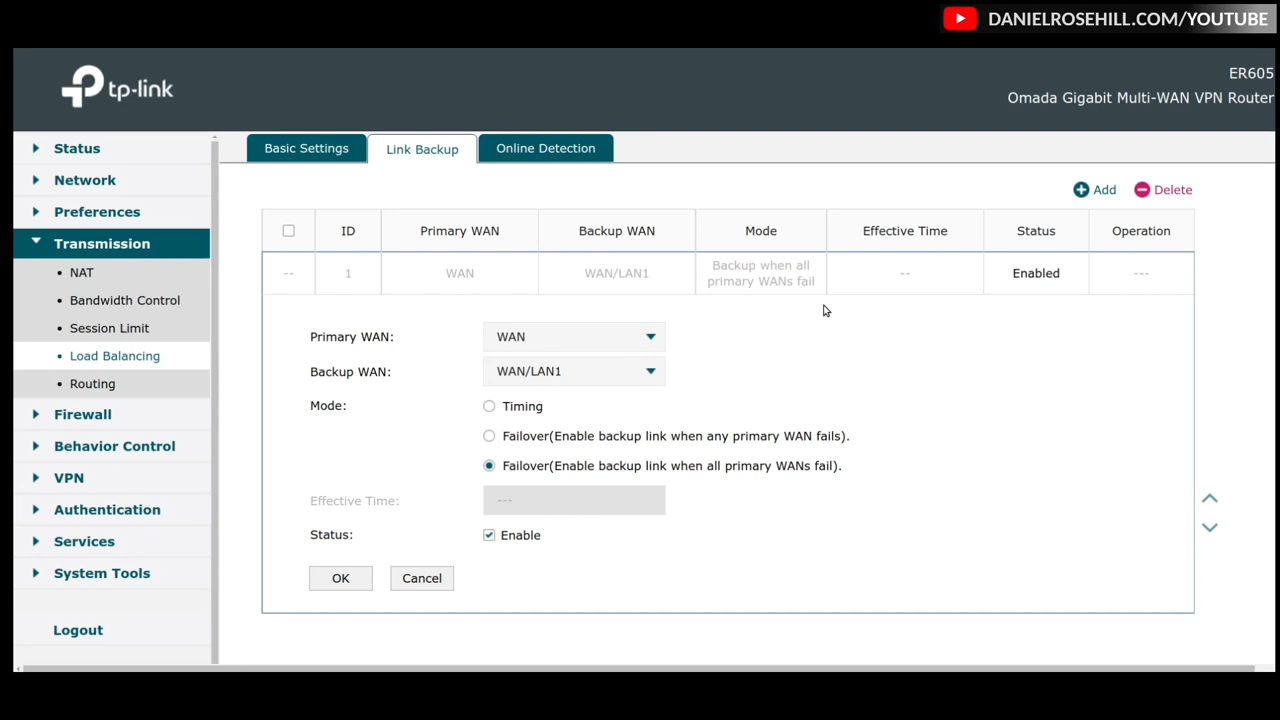 DANIELROSEHILL.COM/YOUTUBE
tp-link
ER605
Omada Gigabit Multi-WAN VPN Router
Status
Network
Preferences
Transmission
NAT
Bandwidth Control
Session Limit
Load Balancing
Routing
Firewall
Behavior Control
VPN
Authentication
Services
System Tools
Logout
Basic Settings Link Backup Online Detection
Add Delete
ID Primary WAN Backup WAN Mode Effective Time Status Operation
-- 1 WAN WAN/LAN1 Backup when all primary WANs fail -- Enabled ---
Primary WAN: WAN
Backup WAN: WAN/LAN1
Mode: Timing
Failover(Enable backup link when any primary WAN fails).
Failover(Enable backup link when all primary WANs fail).
Effective Time: ---
Status: Enable
OK Cancel